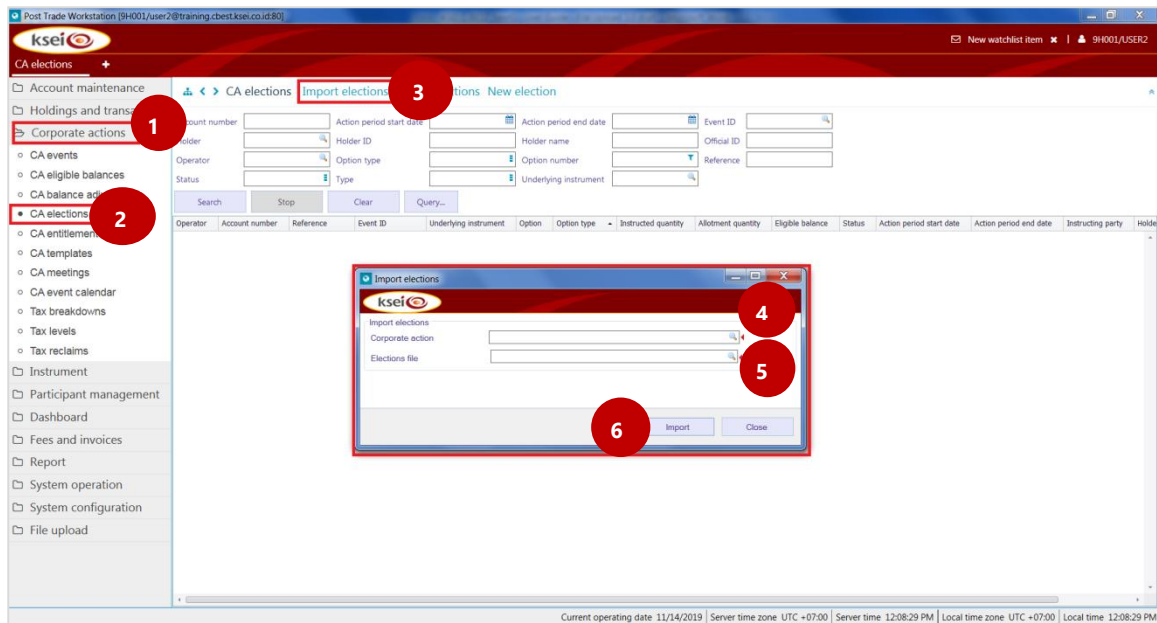 Post Trade Workstation [9H001/user2@training.cbest.ksei.co.id:80]
ksei
New watchlist item × | 9H001/USER2
CA elections +
Account maintenance
Holdings and transa
1
Corporate actions
CA events
CA eligible balances
CA balance adj
CA elections
2
CA entitlemen
CA templates
CA meetings
CA event calendar
Tax breakdowns
Tax levels
Tax reclaims
Instrument
Participant management
Dashboard
Fees and invoices
Report
System operation
System configuration
File upload
CA elections Import elections 3 tions New election
ount number Action period start date Action period end date Event ID
Holder Holder ID Holder name Official ID
Operator Option type Option number Reference
Status Type Underlying instrument
Search Stop Clear Query...
Operator Account number Reference Event ID Underlying instrument Option Option type Instructed quantity Allotment quantity Eligible balance Status Action period start date Action period end date Instructing party Holde
Import elections
ksei
4
Import elections
Corporate action
Elections file
5
6
Import Close
Current operating date 11/14/2019 Server time zone UTC +07:00 Server time 12:08:29 PM Local time zone UTC +07:00 Local time 12:08:29 PM